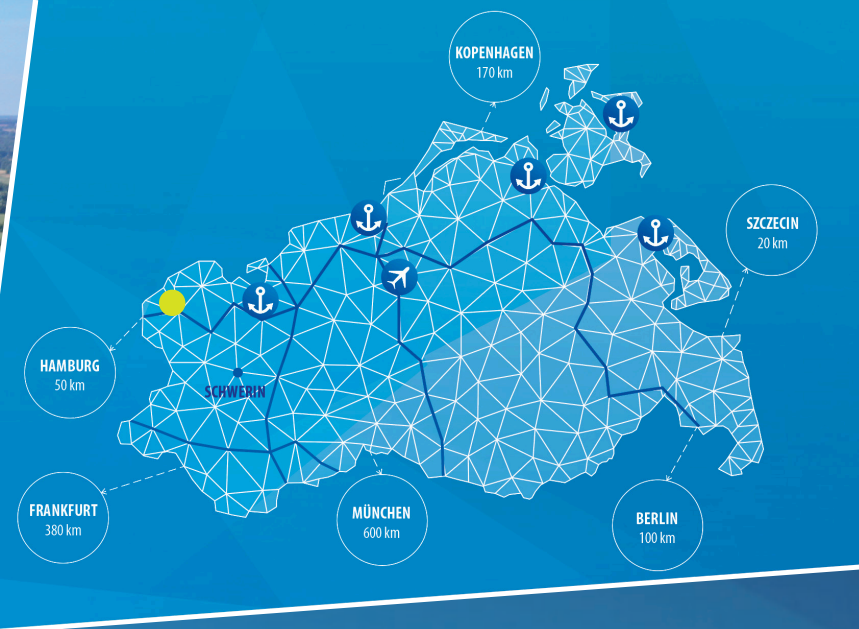 KOPENHAGEN
170 km
SZCZECIN
20 km
HAMBURG
50 km
SCHWERIN
FRANKFURT
380 km
MÜNCHEN
600 km
BERLIN
100 km